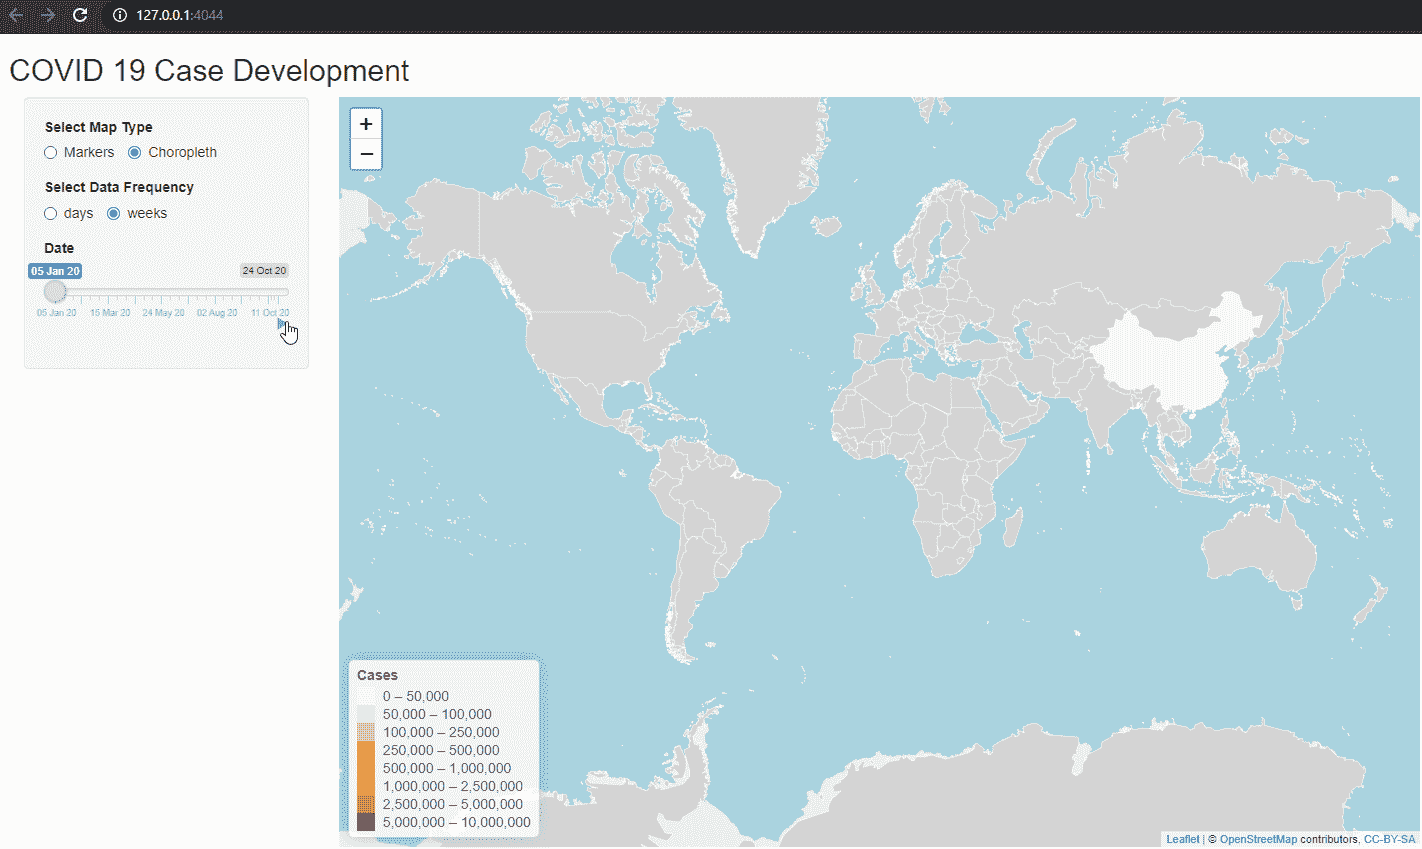 127.0.0.1:4044
COVID 19 Case Development
Select Map Type
Markers Choropleth
Select Data Frequency
days weeks
Date
05 Jan 20 24 Oct 20
05 Jan 20 15 Mar 20 24 May 20 02 Aug 20 11 Oct 20
+
−
Cases
0 – 50,000
50,000 – 100,000
100,000 – 250,000
250,000 – 500,000
500,000 – 1,000,000
1,000,000 – 2,500,000
2,500,000 – 5,000,000
5,000,000 – 10,000,000
Leaflet | © OpenStreetMap contributors, CC-BY-SA